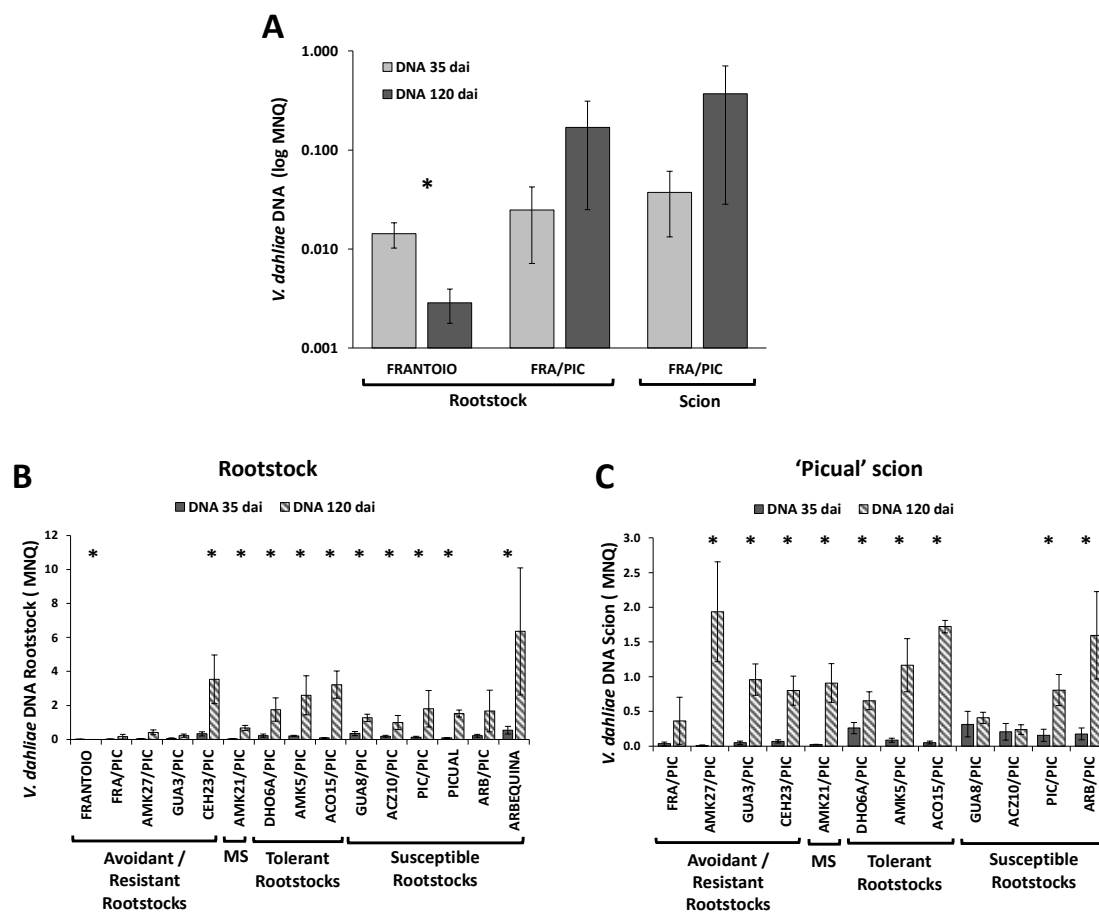 A
V. dahliae DNA (log MNQ)
1.000
0.100
0.010
0.001
DNA 35 dai
DNA 120 dai
*
FRANTOIO
FRA/PIC
FRA/PIC
Rootstock
Scion
B
Rootstock
DNA 35 dai
DNA 120 dai
V. dahliae DNA Rootstock ( MNQ)
12
10
8
6
4
2
0
* * * * * * * * * * *
FRANTOIO
FRA/PIC
AMK27/PIC
GUA3/PIC
CEH23/PIC
AMK21/PIC
DHO6A/PIC
AMK5/PIC
ACO15/PIC
GUA8/PIC
ACZ10/PIC
PIC/PIC
PICUAL
ARB/PIC
ARBEQUINA
Avoidant /
Resistant
Rootstocks
MS
Tolerant
Rootstocks
Susceptible
Rootstocks
C
‘Picual’ scion
DNA 35 dai
DNA 120 dai
V. dahliae DNA Scion ( MNQ)
3.0
2.5
2.0
1.5
1.0
0.5
0.0
* * * * * * * * *
FRA/PIC
AMK27/PIC
GUA3/PIC
CEH23/PIC
AMK21/PIC
DHO6A/PIC
AMK5/PIC
ACO15/PIC
GUA8/PIC
ACZ10/PIC
PIC/PIC
ARB/PIC
Avoidant /
Resistant
Rootstocks
MS
Tolerant
Rootstocks
Susceptible
Rootstocks